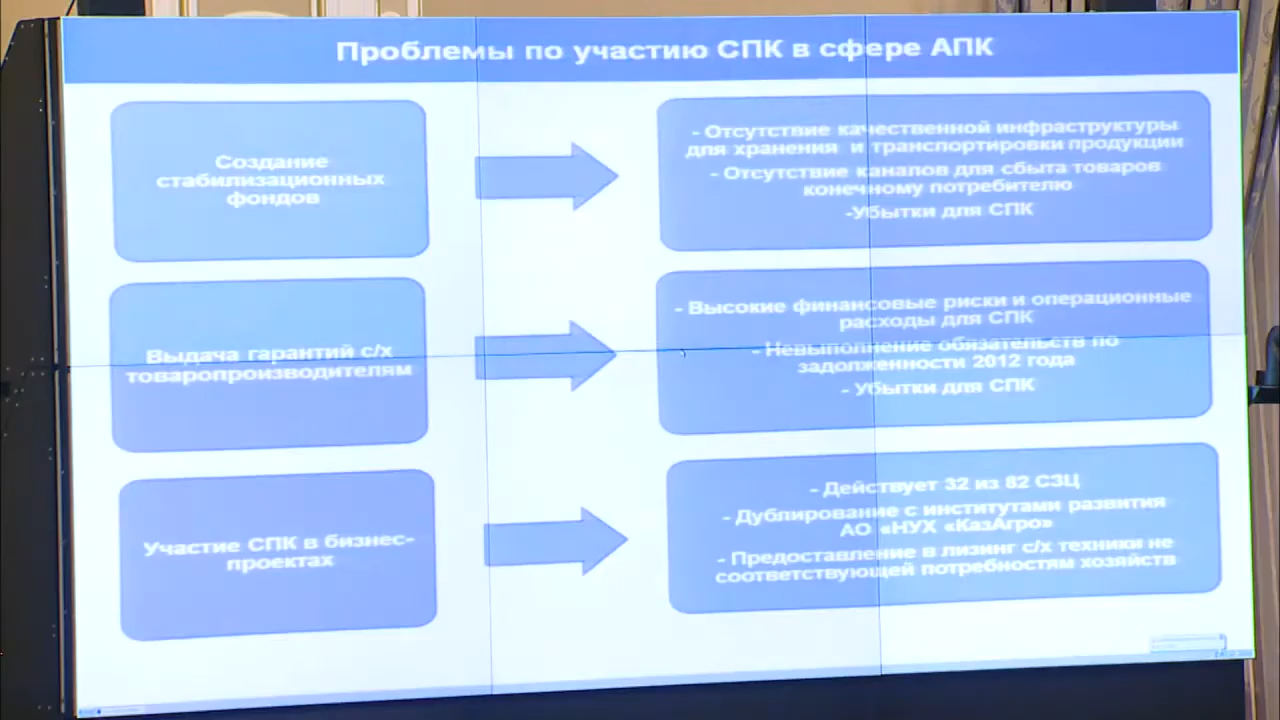 Проблемы по участию СПК в сфере АПК
Создание
стабилизационных
фондов
- Отсутствие качественной инфраструктуры
для хранения и транспортировки продукции
- Отсутствие каналов для сбыта товаров
конечному потребителю
-Убытки для СПК
Выдача гарантий с/х
товаропроизводителям
- Высокие финансовые риски и операционные
расходы для СПК
- Невыполнение обязательств по
задолженности 2012 года
- Убытки для СПК
Участие СПК в бизнес-
проектах
- Действует 32 из 82 СЗЦ
- Дублирование с институтами развития
АО «НУХ «КазАгро»
- Предоставление в лизинг с/х техники не
соответствующей потребностям хозяйств